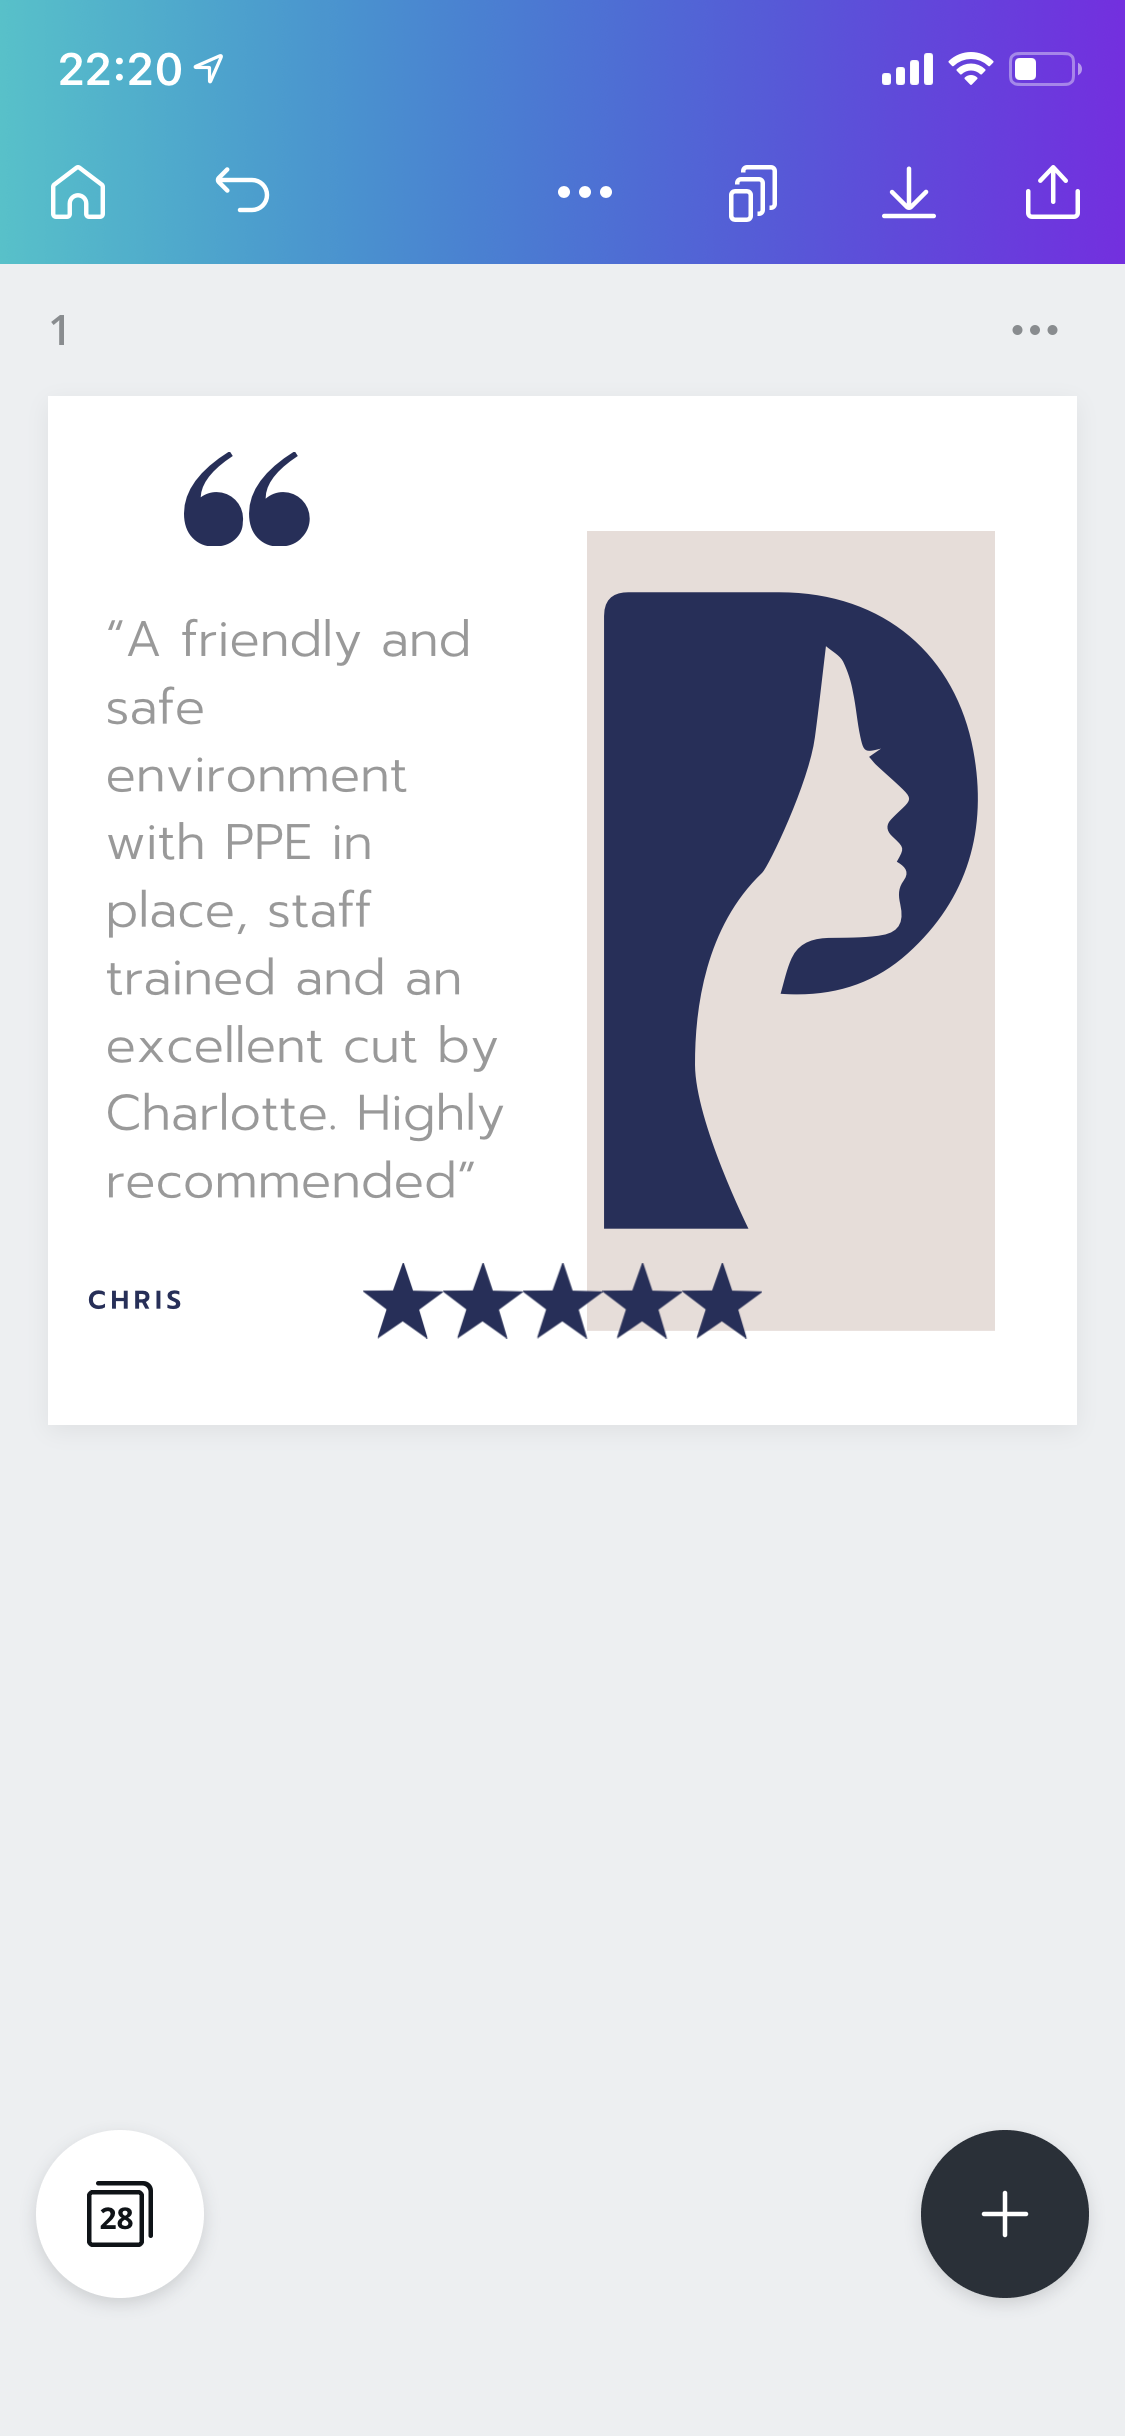 22:20
1
“A friendly and
safe
environment
with PPE in
place, staff
trained and an
excellent cut by
Charlotte. Highly
recommended”
CHRIS
28